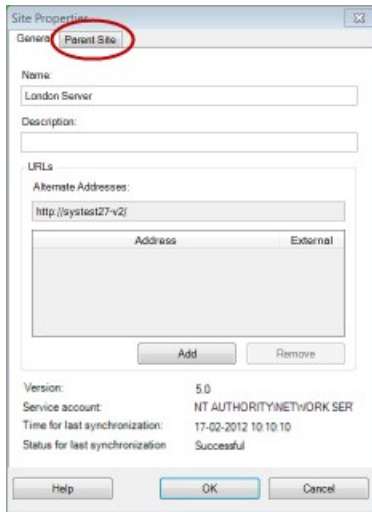 Site Properties
General Parent Site
Name:
London Server
Description:
URLs
Alternate Addresses:
http://systest27-v2/
Address External
Add Remove
Version: 5.0
Service account: NT AUTHORITY\NETWORK SER
Time for last synchronization: 17-02-2012 10:10:10
Status for last synchronization Successful
Help OK Cancel